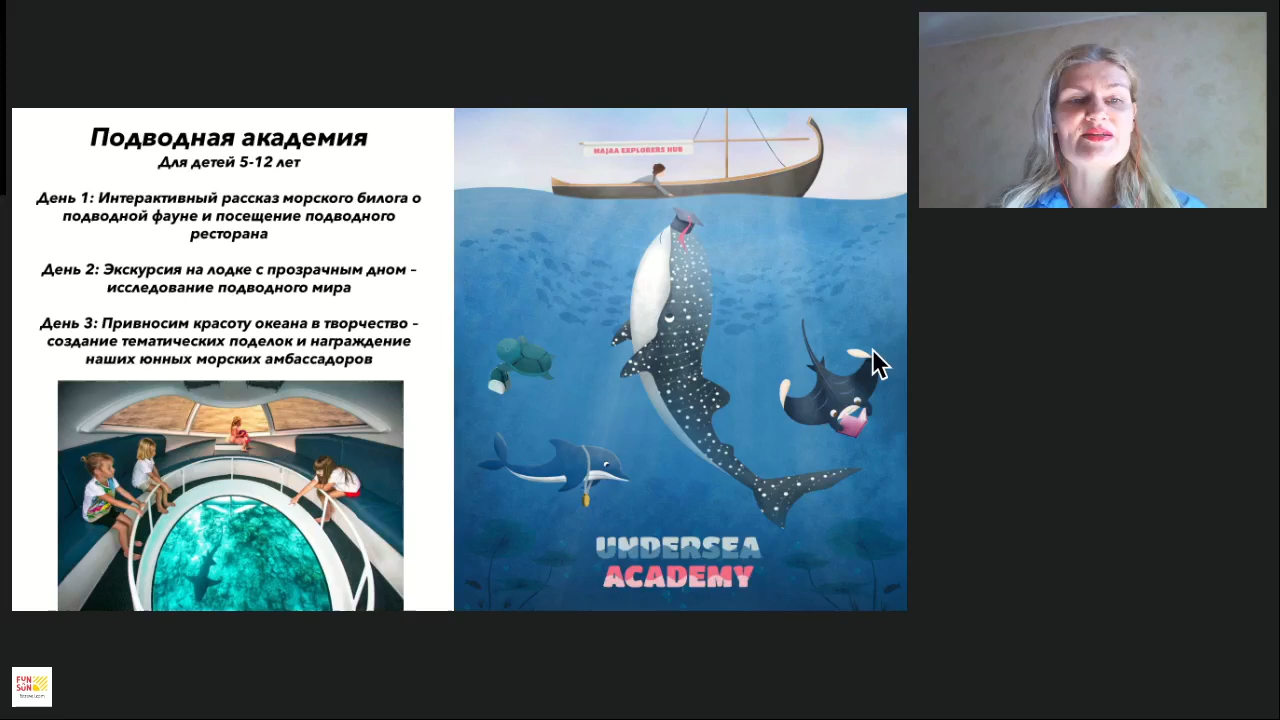 Подводная академия
Для детей 5-12 лет
День 1: Интерактивный рассказ морского билога о
подводной фауне и посещение подводного
ресторана
День 2: Экскурсия на лодке с прозрачным дном -
исследование подводного мира
День 3: Привносим красоту океана в творчество -
создание тематических поделок и награждение
наших юнных морских амбассадоров
MAJAA EXPLORERS HUB
UNDERSEA
ACADEMY
FUN
&SUN